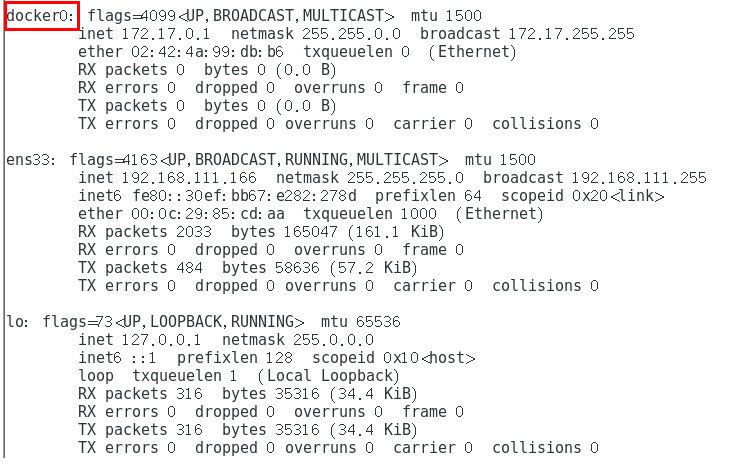 docker0: flags=4099<UP,BROADCAST,MULTICAST> mtu 1500
inet 172.17.0.1 netmask 255.255.0.0 broadcast 172.17.255.255
ether 02:42:4a:99:db:b6 txqueuelen 0 (Ethernet)
RX packets 0 bytes 0 (0.0 B)
RX errors 0 dropped 0 overruns 0 frame 0
TX packets 0 bytes 0 (0.0 B)
TX errors 0 dropped 0 overruns 0 carrier 0 collisions 0
ens33: flags=4163<UP,BROADCAST,RUNNING,MULTICAST> mtu 1500
inet 192.168.111.166 netmask 255.255.255.0 broadcast 192.168.111.255
inet6 fe80::30ef:bb67:e282:278d prefixlen 64 scopeid 0x20<link>
ether 00:0c:29:85:cd:aa txqueuelen 1000 (Ethernet)
RX packets 2033 bytes 165047 (161.1 KiB)
RX errors 0 dropped 0 overruns 0 frame 0
TX packets 484 bytes 58636 (57.2 KiB)
TX errors 0 dropped 0 overruns 0 carrier 0 collisions 0
lo: flags=73<UP,LOOPBACK,RUNNING> mtu 65536
inet 127.0.0.1 netmask 255.0.0.0
inet6 ::1 prefixlen 128 scopeid 0x10<host>
loop txqueuelen 1 (Local Loopback)
RX packets 316 bytes 35316 (34.4 KiB)
RX errors 0 dropped 0 overruns 0 frame 0
TX packets 316 bytes 35316 (34.4 KiB)
TX errors 0 dropped 0 overruns 0 carrier 0 collisions 0